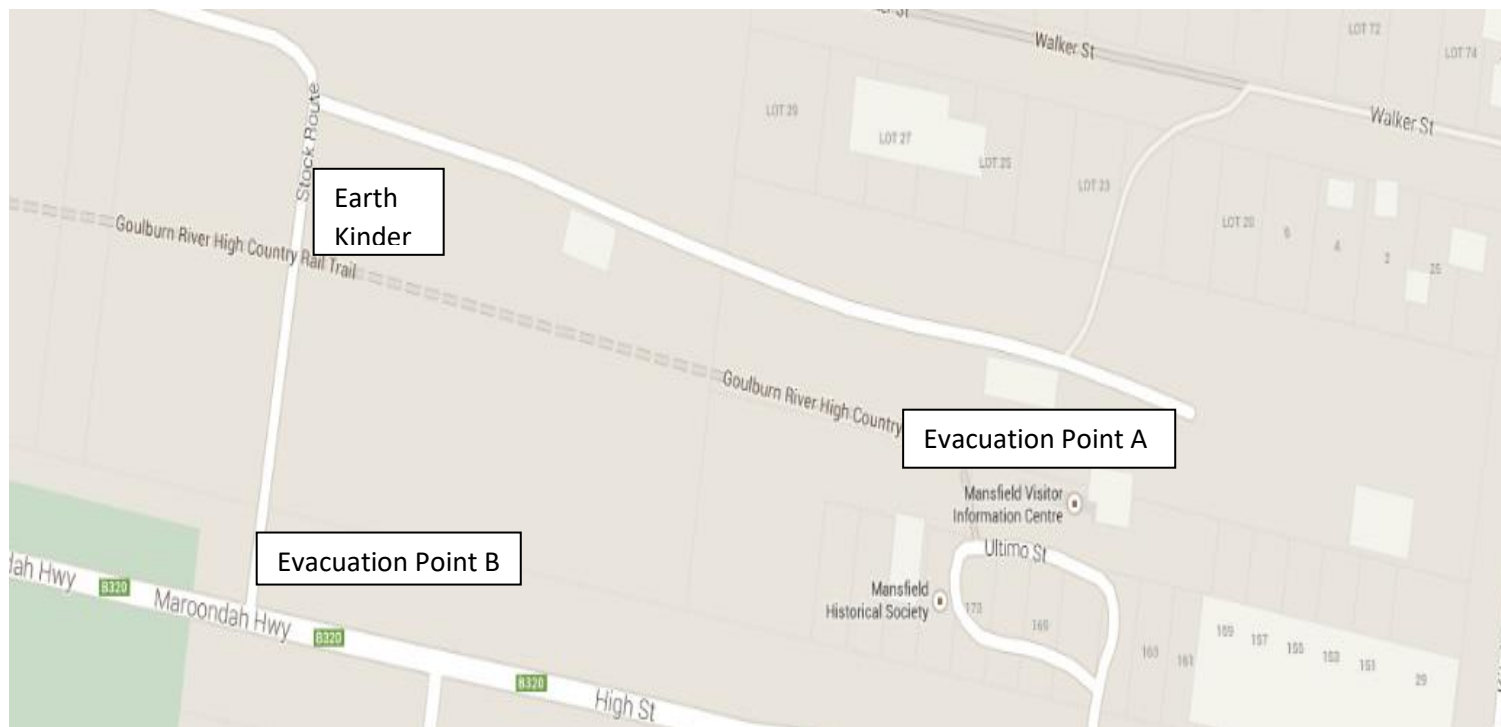 Walker St
LOT 72
LOT 74
Walker St
LOT 29
LOT 27
LOT 25
LOT 23
LOT 20
6
4
2
25
Stock Route
Earth
Kinder
Goulburn River High Country Rail Trail
Goulburn River High Country
Evacuation Point A
Mansfield Visitor
Information Centre
Ultimo St
Evacuation Point B
Mansfield
Historical Society
173
169
163
161
159
157
155
153
151
29
dah Hwy
B320
Maroondah Hwy
B320
B320
High St